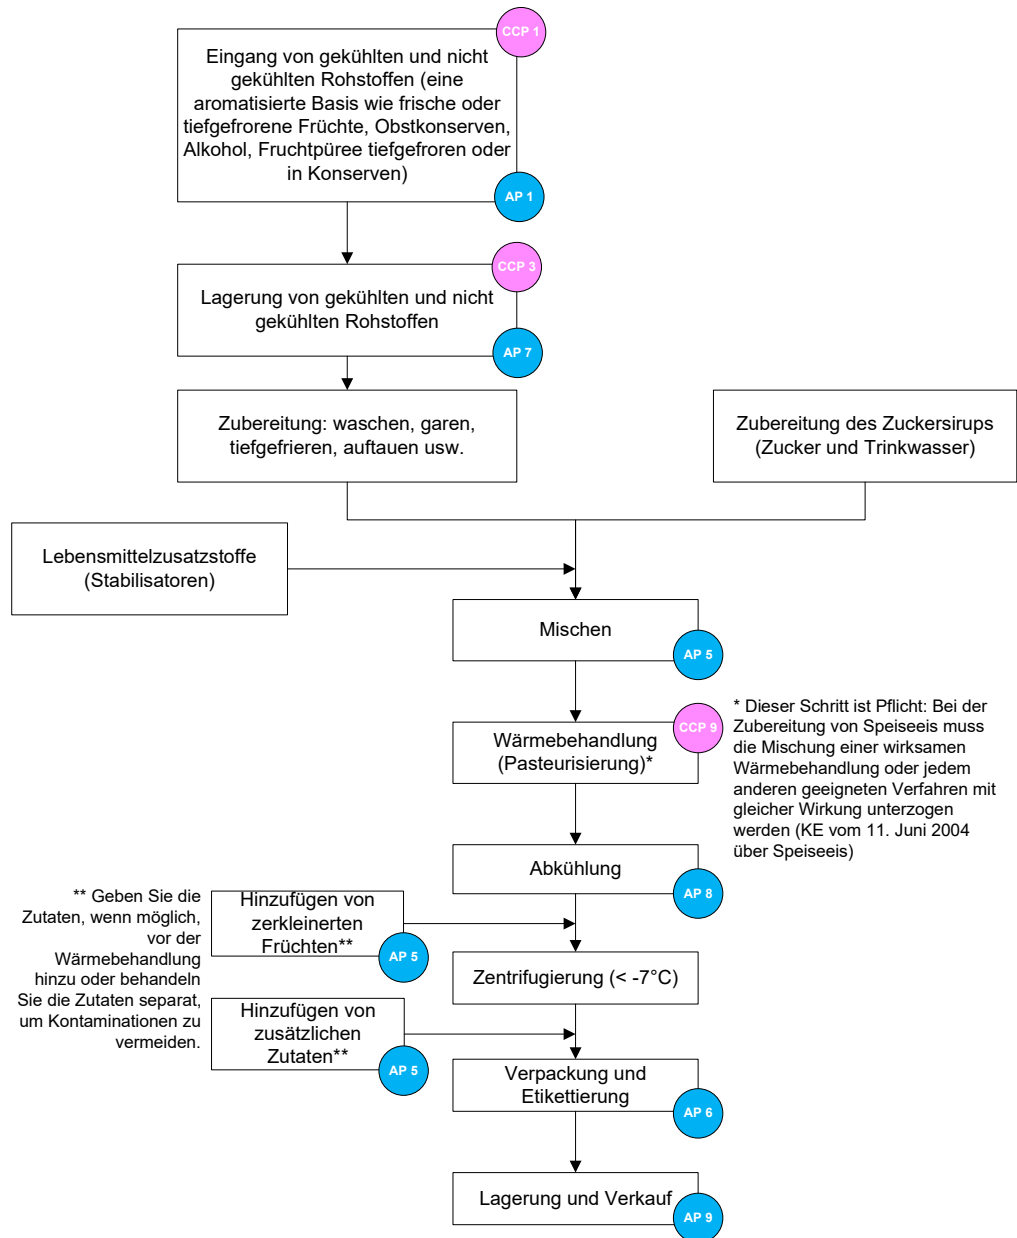 CCP 1
Eingang von gekühlten und nicht
gekühlten Rohstoffen (eine
aromatisierte Basis wie frische oder
tiefgefrorene Früchte, Obstkonserven,
Alkohol, Fruchtpüree tiefgefroren oder
in Konserven)
AP 1
CCP 3
Lagerung von gekühlten und nicht
gekühlten Rohstoffen
AP 7
Zubereitung: waschen, garen,
tiefgefrieren, auftauen usw.
Zubereitung des Zuckersirups
(Zucker und Trinkwasser)
Lebensmittelzusatzstoffe
(Stabilisatoren)
Mischen
AP 5
CCP 9
Wärmebehandlung
(Pasteurisierung)*
* Dieser Schritt ist Pflicht: Bei der
Zubereitung von Speiseeis muss
die Mischung einer wirksamen
Wärmebehandlung oder jedem
anderen geeigneten Verfahren mit
gleicher Wirkung unterzogen
werden (KE vom 11. Juni 2004
über Speiseeis)
Abkühlung
AP 8
** Geben Sie die
Zutaten, wenn möglich,
vor der
Wärmebehandlung
hinzu oder behandeln
Sie die Zutaten separat,
um Kontaminationen zu
vermeiden.
Hinzufügen von
zerkleinerten
Früchten**
AP 5
Zentrifugierung (< -7°C)
Hinzufügen von
zusätzlichen
Zutaten**
AP 5
Verpackung und
Etikettierung
AP 6
Lagerung und Verkauf
AP 9